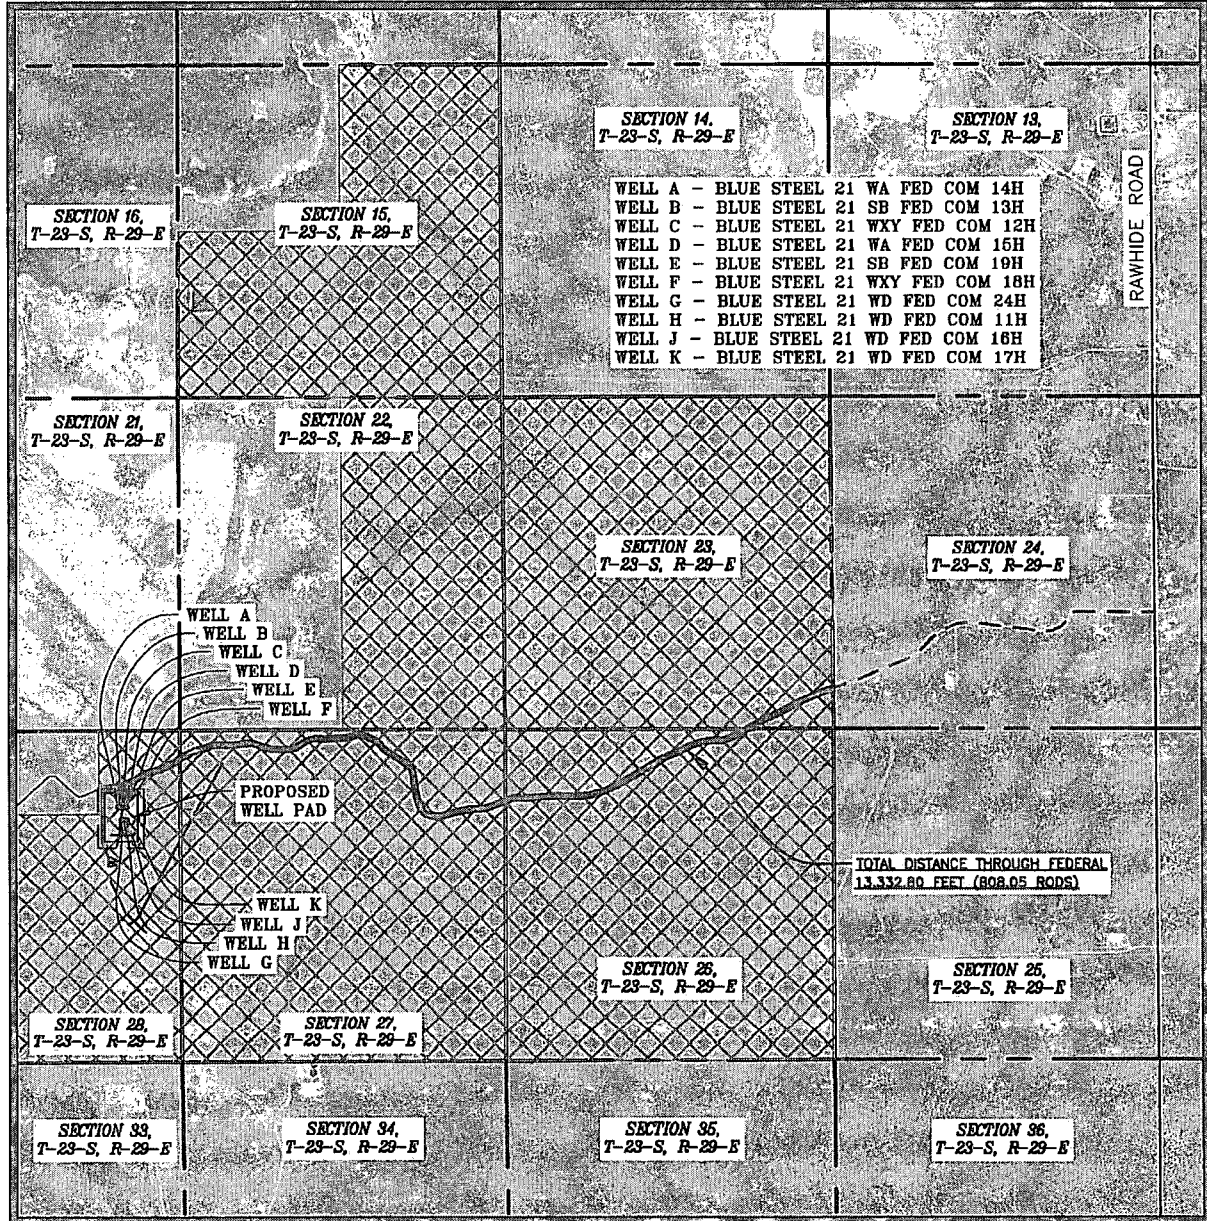 SECTION 14,
T-23-S, R-29-E
SECTION 13,
T-23-S, R-29-E
RAWHIDE ROAD
WELL A - BLUE STEEL 21 WA FED COM 14H
WELL B - BLUE STEEL 21 SB FED COM 13H
WELL C - BLUE STEEL 21 WXY FED COM 12H
WELL D - BLUE STEEL 21 WA FED COM 15H
WELL E - BLUE STEEL 21 SB FED COM 19H
WELL F - BLUE STEEL 21 WXY FED COM 18H
WELL G - BLUE STEEL 21 WD FED COM 24H
WELL H - BLUE STEEL 21 WD FED COM 11H
WELL J - BLUE STEEL 21 WD FED COM 16H
WELL K - BLUE STEEL 21 WD FED COM 17H
SECTION 16,
T-23-S, R-29-E
SECTION 15,
T-23-S, R-29-E
SECTION 21,
T-23-S, R-29-E
SECTION 22,
T-23-S, R-29-E
SECTION 23,
T-23-S, R-29-E
SECTION 24,
T-23-S, R-29-E
WELL A
WELL B
WELL C
WELL D
WELL E
WELL F
PROPOSED
WELL PAD
TOTAL DISTANCE THROUGH FEDERAL
13,332.80 FEET (808.05 RODS)
WELL K
WELL J
WELL H
WELL G
SECTION 26,
T-23-S, R-29-E
SECTION 25,
T-23-S, R-29-E
SECTION 28,
T-23-S, R-29-E
SECTION 27,
T-23-S, R-29-E
SECTION 33,
T-23-S, R-29-E
SECTION 34,
T-23-S, R-29-E
SECTION 35,
T-23-S, R-29-E
SECTION 36,
T-23-S, R-29-E